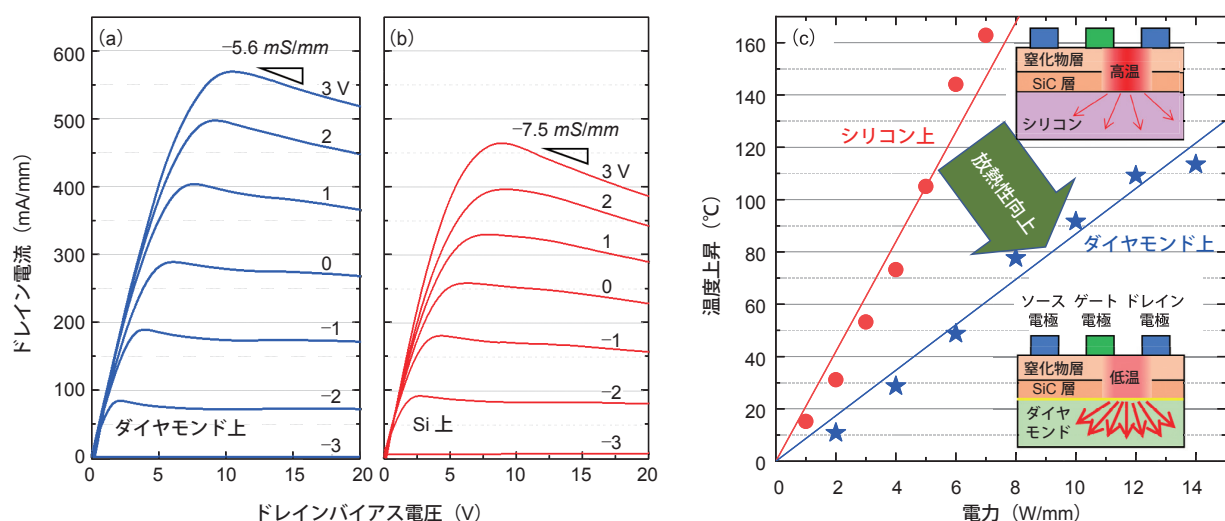 (a)
−5.6 mS/mm
3 V
2
1
0
−1
−2
−3
ダイヤモンド上
600
500
400
300
200
100
0
ドレイン電流(mA/mm)
0
5
10
15
20
(b)
−7.5 mS/mm
3 V
2
1
0
−1
−2
−3
Si 上
0
5
10
15
20
ドレインバイアス電圧(V)
(c)
160
140
120
100
80
60
40
20
0
温度上昇(℃)
シリコン上
放熱性向上
ダイヤモンド上
窒化物層
高温
SiC 層
シリコン
ソース ゲート ドレイン
電極 電極 電極
窒化物層
低温
SiC 層
ダイヤ
モンド
2
4
6
8
10
12
14
電力(W/mm)